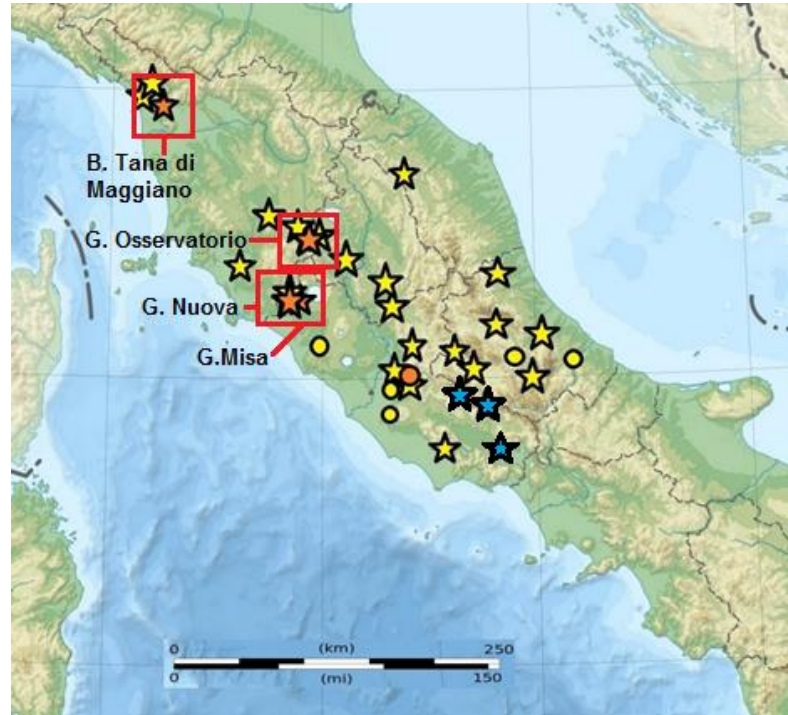 B. Tana di
Maggiano
G. Osservatorio
G. Nuova
G.Misa
0 (km) 250
0 (mi) 150